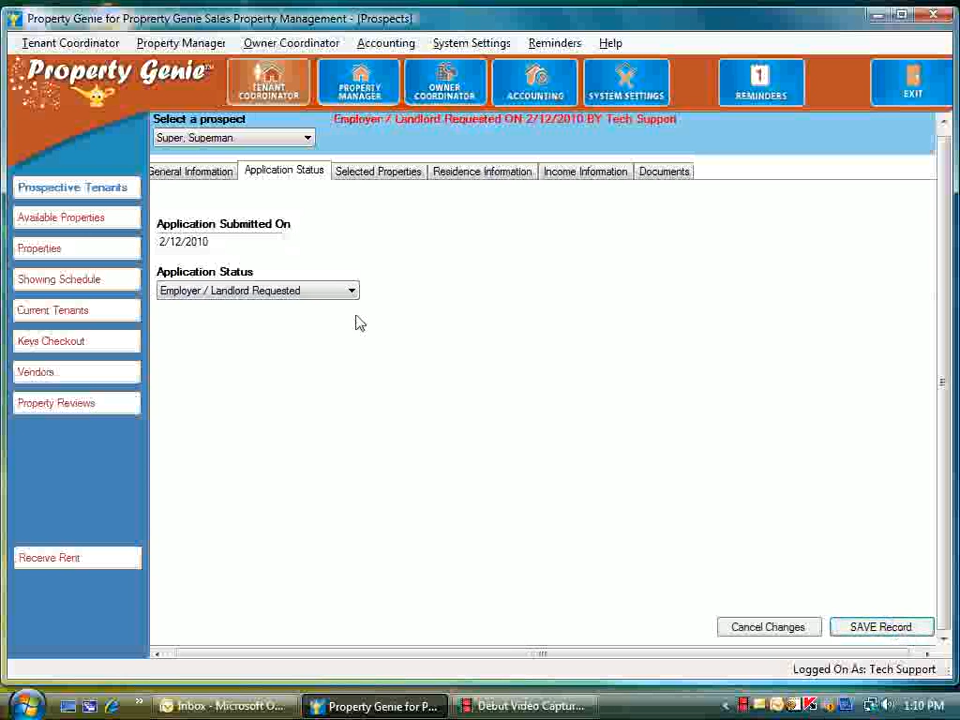 Property Genie for Proprerty Genie Sales Property Management - [Prospects]
Tenant Coordinator Property Manager Owner Coordinator Accounting System Settings Reminders Help
Property Genie™
TENANT COORDINATOR
PROPERTY MANAGER
OWNER COORDINATOR
ACCOUNTING
SYSTEM SETTINGS
1
REMINDERS
EXIT
Select a prospect
Employer / Landlord Requested ON 2/12/2010 BY Tech Support
Super, Superman
General Information Application Status Selected Properties Residence Information Income Information Documents
Prospective Tenants
Available Properties
Properties
Showing Schedule
Current Tenants
Keys Checkout
Vendors
Property Reviews
Receive Rent
Application Submitted On
2/12/2010
Application Status
Employer / Landlord Requested
Cancel Changes SAVE Record
Logged On As: Tech Support
Inbox - Microsoft O... Property Genie for P... Debut Video Captur... 1:10 PM